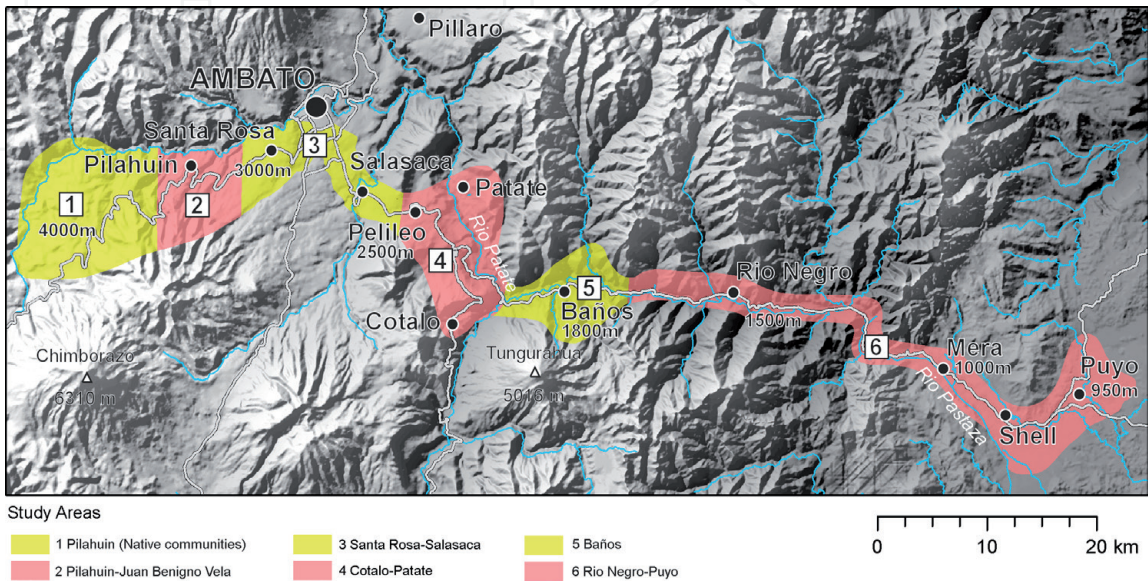 Pillaro
AMBATO
Santa Rosa
3000m
3
Pilahuin
Salasaca
Patate
1
4000m
2
Pelileo
2500m
4
Rio Patate
Rio Negro
1500m
5
Baños
1800m
Cotalo
Chimborazo
6310 m
Tungurahua
5016 m
6
Mera
1000m
Puyo
950m
Rio Pastaza
Shell
Study Areas
1 Pilahuin (Native communities)
3 Santa Rosa-Salasaca
5 Baños
2 Pilahuin-Juan Benigno Vela
4 Cotalo-Patate
6 Rio Negro-Puyo
0 10 20 km